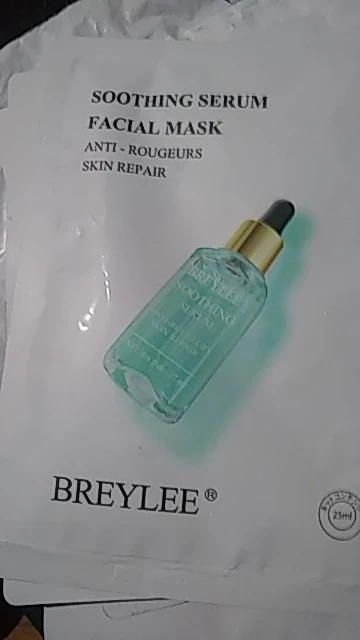 SOOTHING SERUM
FACIAL MASK
ANTI - ROUGEURS
SKIN REPAIR
BREYLEE
SOOTHING
SERUM
BREYLEE®
25ml